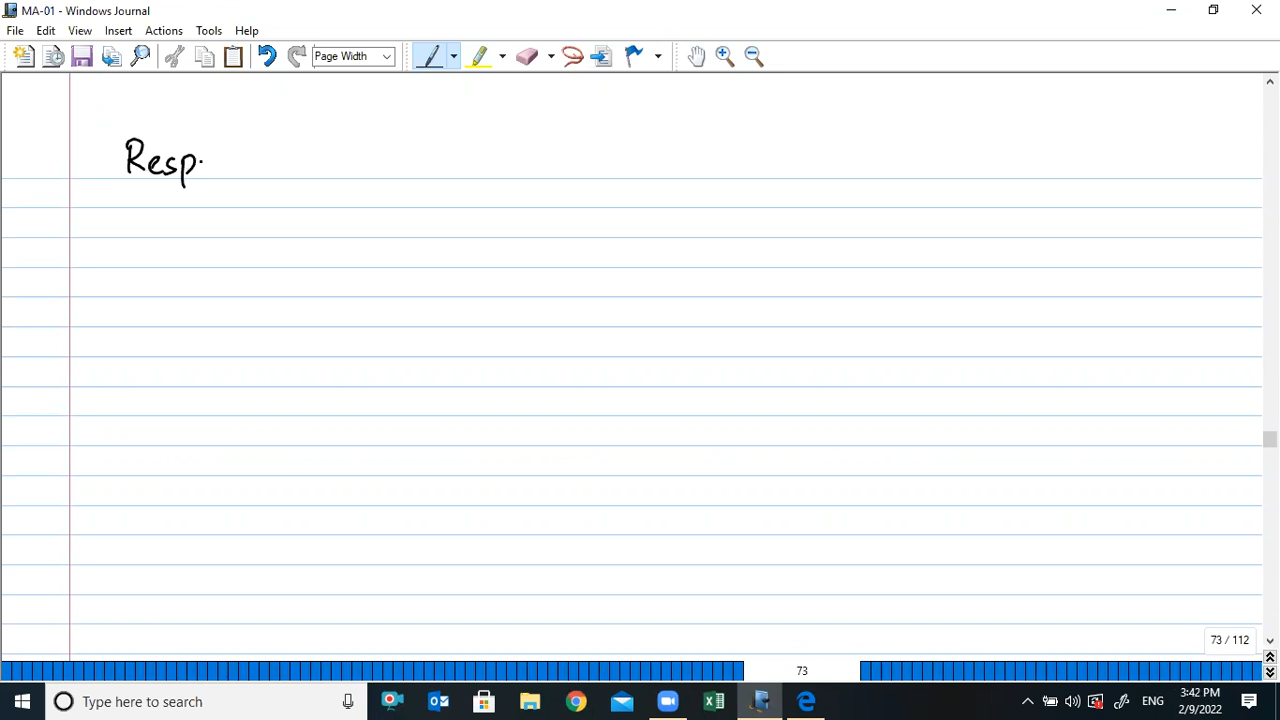 MA-01 - Windows Journal
File Edit View Insert Actions Tools Help
Page Width
Resp.
73 / 112
73
Type here to search
ENG
3:42 PM
2/9/2022